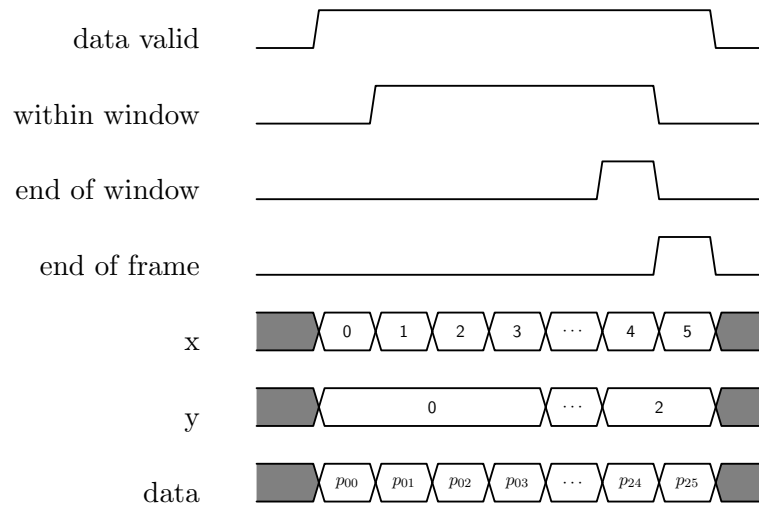 data valid
within window
end of window
end of frame
x 0 1 2 3 ... 4 5
y 0 ... 2
data p00 p01 p02 p03 ... p24 p25